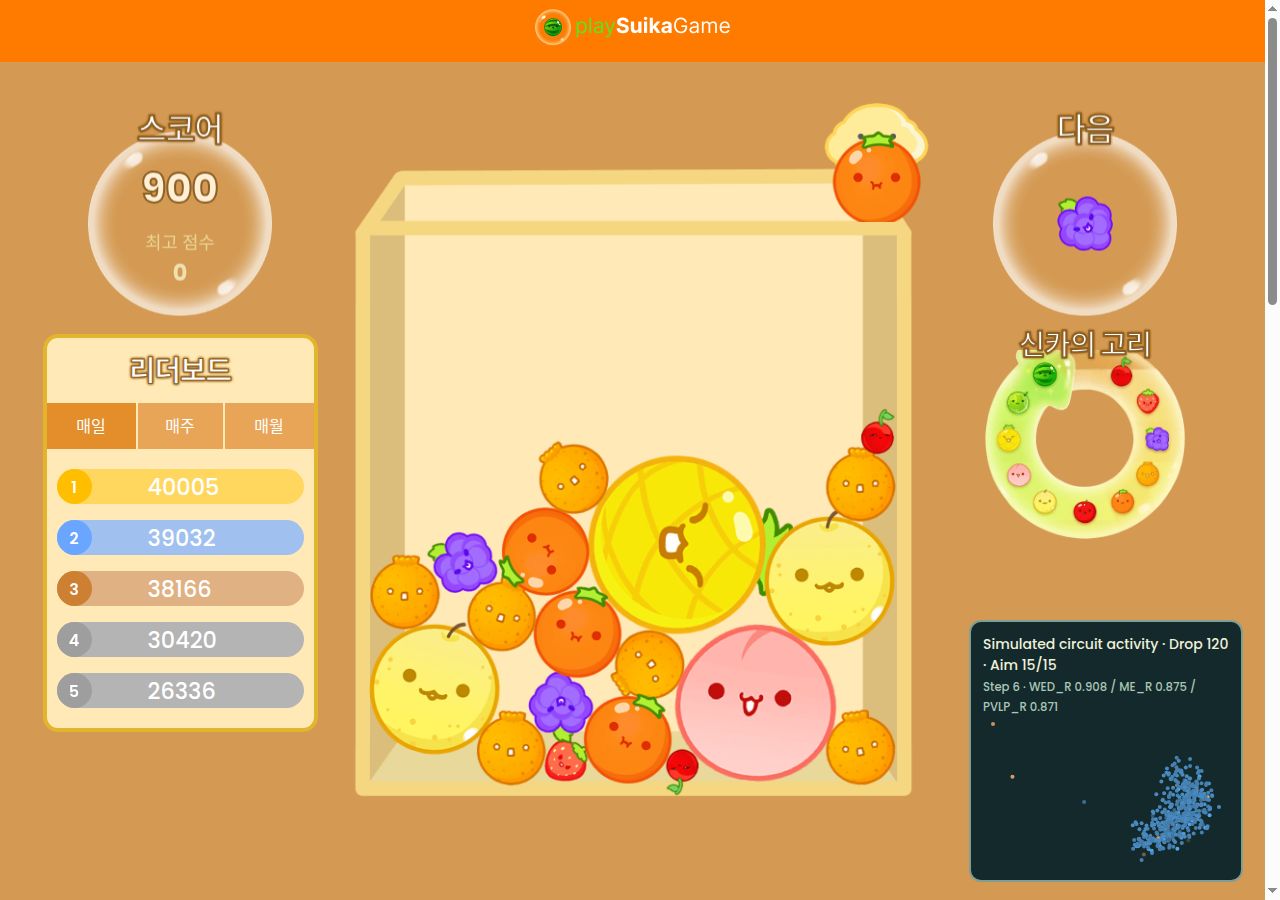 playSuikaGame
스코어
900
최고 점수
0
리더보드
매일 매주 매월
1 40005
2 39032
3 38166
4 30420
5 26336
다음
신카의 고리
Simulated circuit activity · Drop 120
· Aim 15/15
Step 6 · WED_R 0.908 / ME_R 0.875 /
PVLP_R 0.871